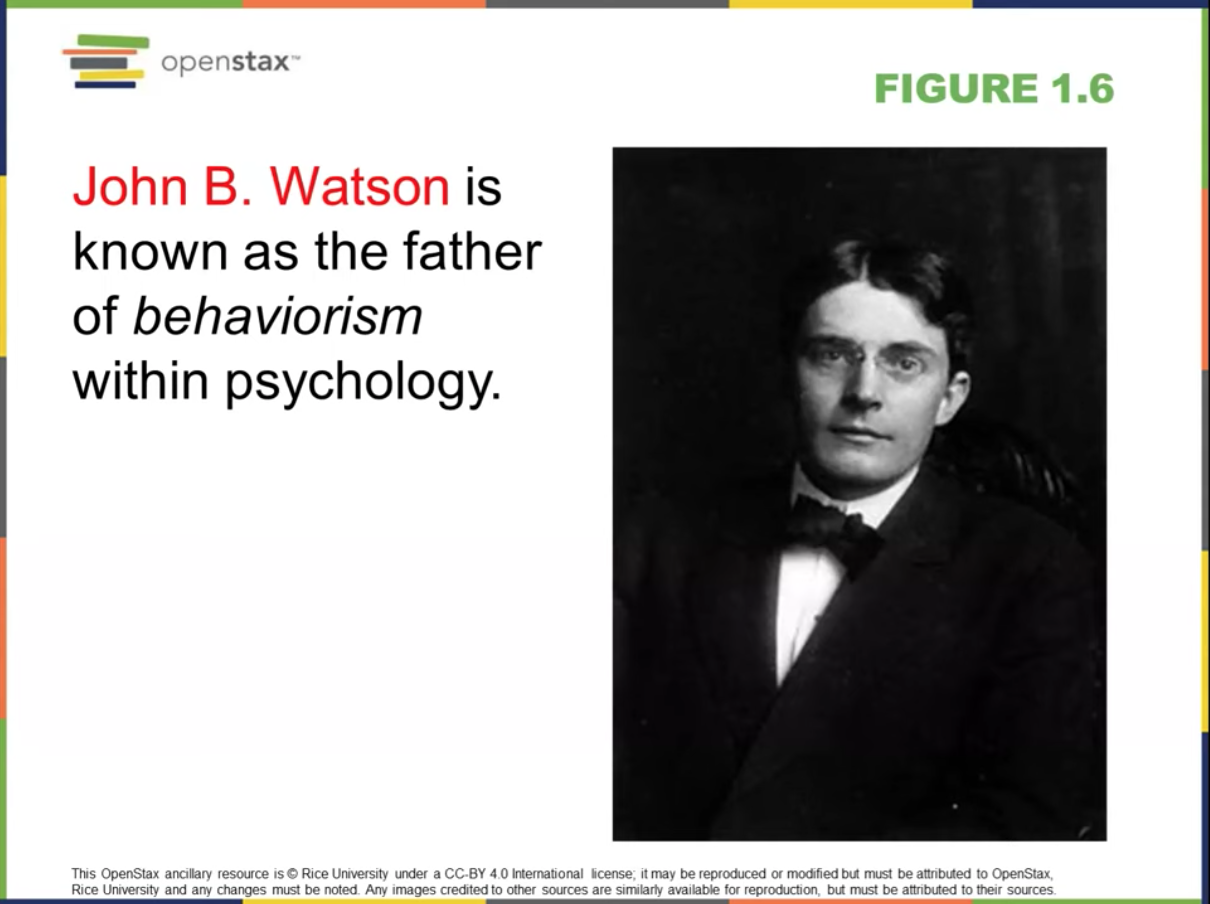 openstax™
FIGURE 1.6
John B. Watson is
known as the father
of behaviorism
within psychology.
This OpenStax ancillary resource is © Rice University under a CC-BY 4.0 International license; it may be reproduced or modified but must be attributed to OpenStax,
Rice University and any changes must be noted. Any images credited to other sources are similarly available for reproduction, but must be attributed to their sources.